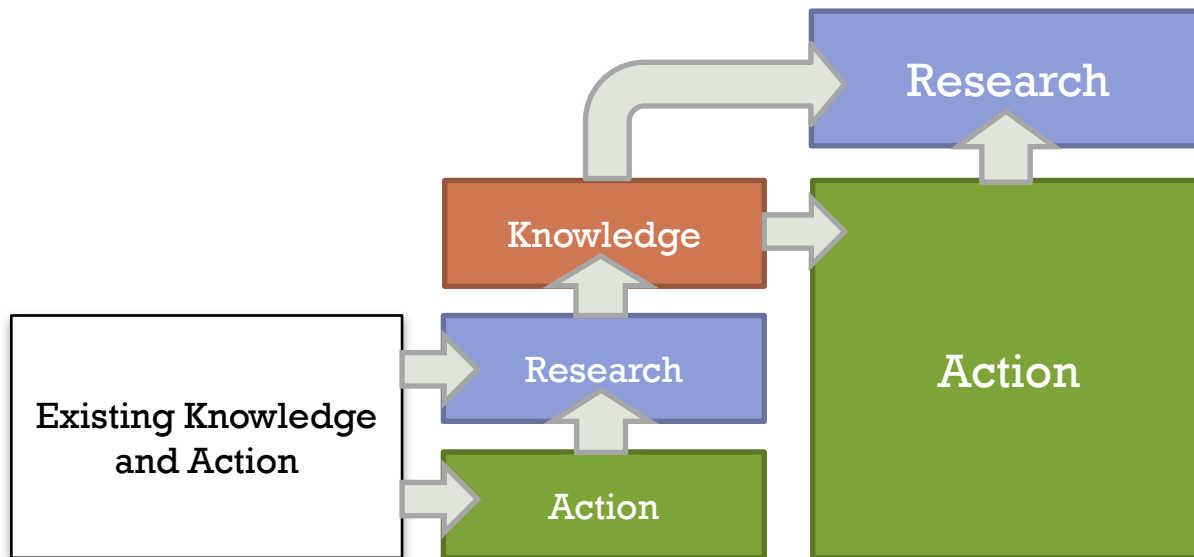 Research
Knowledge
Research
Action
Existing Knowledge
and Action
Action